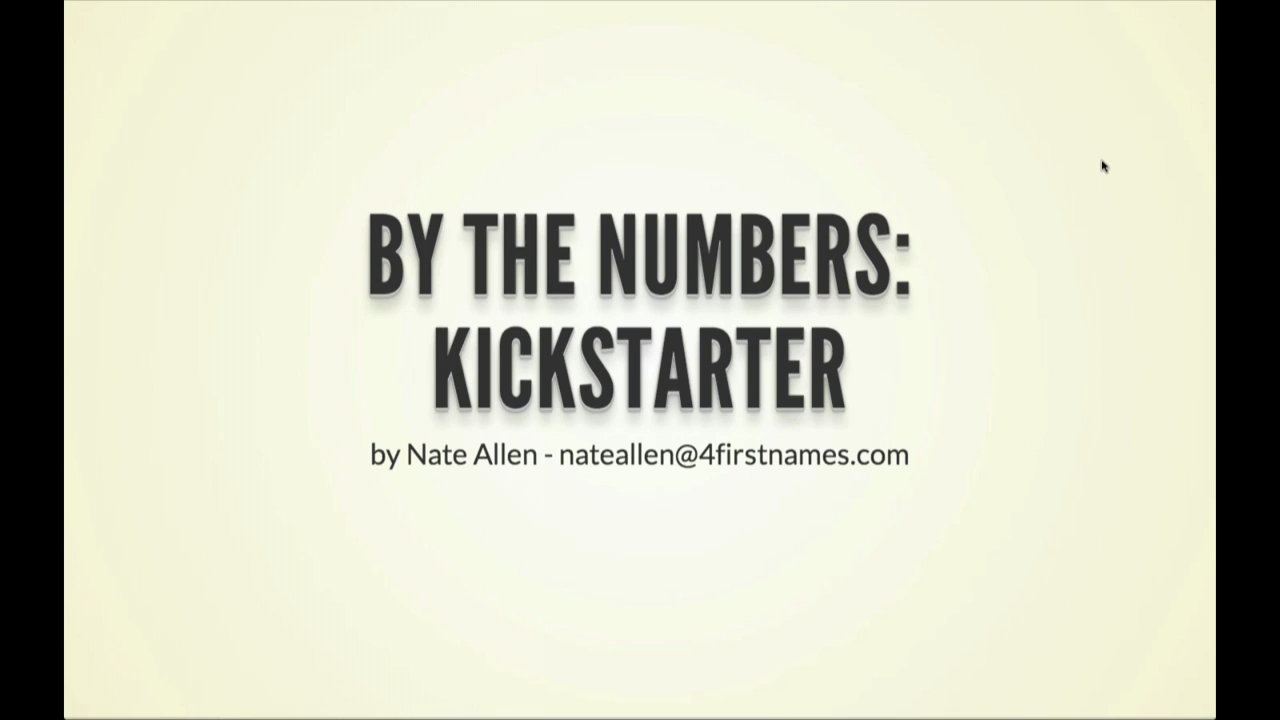 BY THE NUMBERS:
KICKSTARTER
by Nate Allen - nateallen@4firstnames.com